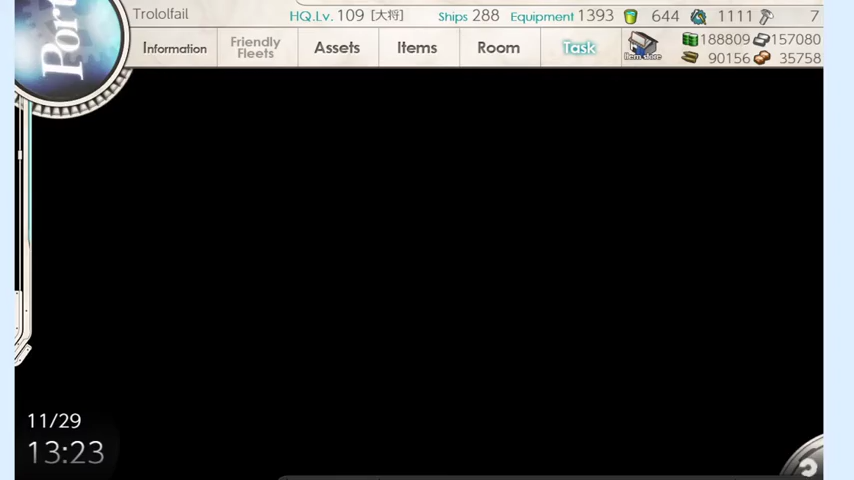 Trololfail HQ.Lv. 109 [大将] Ships 288 Equipment 1393 644 1111 7
Port
Information Friendly Fleets Assets Items Room Task
188809 157080
90156 35758
11/29
13:23